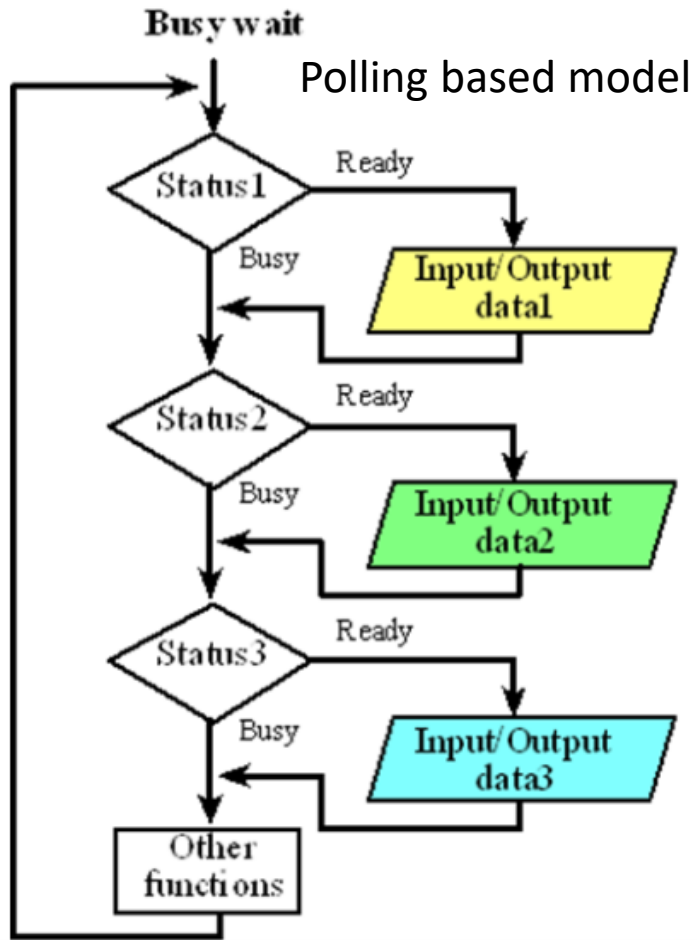 Busy wait
Polling based model
Status1
Ready
Busy
Input/Output
data1
Status2
Ready
Busy
Input/Output
data2
Status3
Ready
Busy
Input/Output
data3
Other
functions